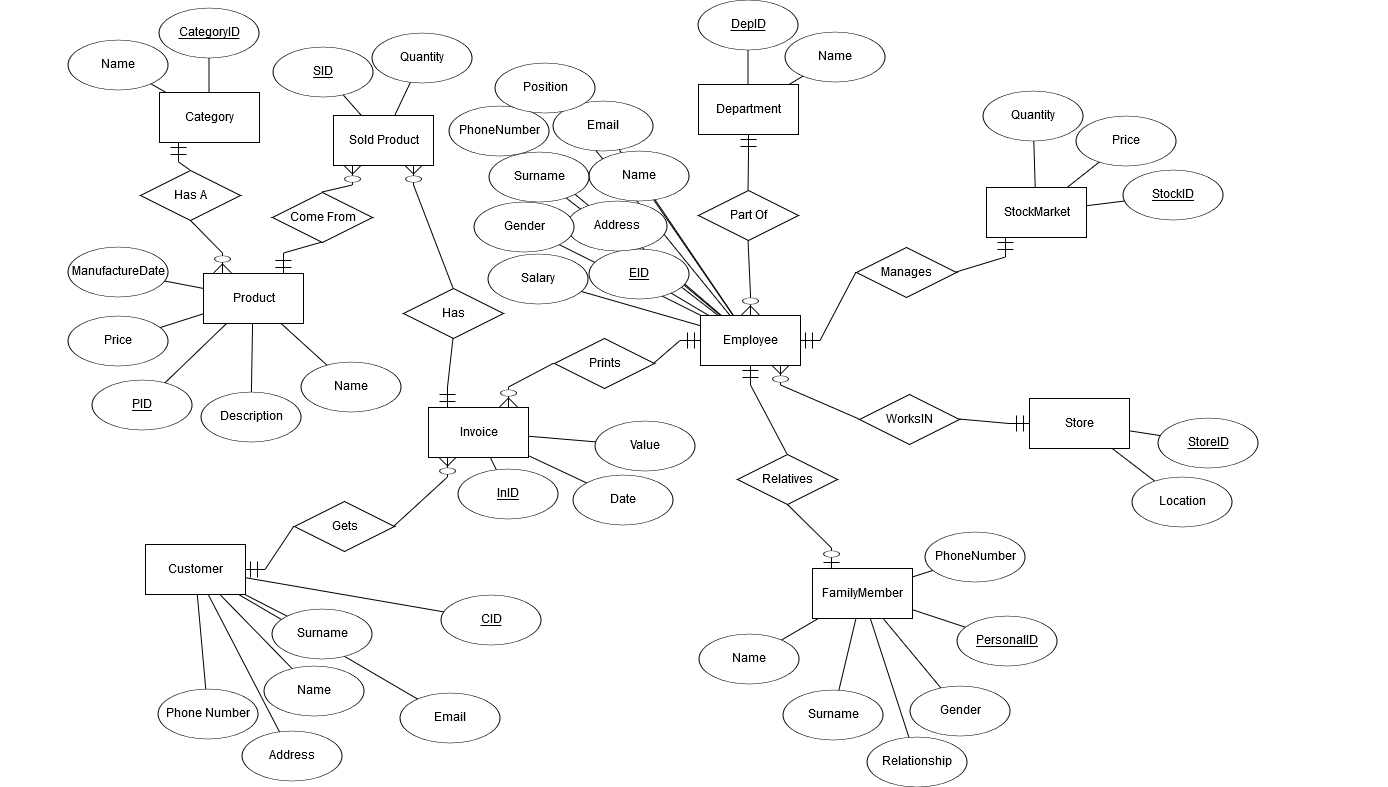 DepID
CategoryID
Name
Quantity
Name
SID
Position
Department
Quantity
Category
Email
PhoneNumber
Sold Product
Price
Surname
Name
Has A
StockID
StockMarket
Come From
Part Of
Gender
Address
ManufactureDate
Manages
EID
Salary
Product
Has
Price
Employee
Prints
Name
PID
Description
WorksIN
Store
Invoice
Value
StoreID
Relatives
InID
Date
Location
Gets
PhoneNumber
Customer
FamilyMember
CID
Surname
PersonalID
Name
Name
Phone Number
Email
Surname
Gender
Address
Relationship